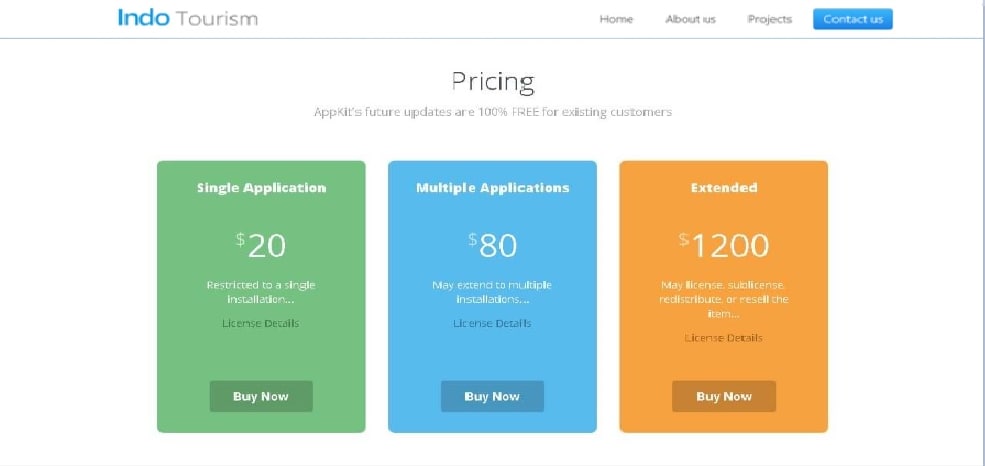 Indo Tourism
Home About us Projects Contact us
Pricing
AppKit's future updates are 100% FREE for existing customers
Single Application
$20
Restricted to a single
installation...
License Details
Buy Now
Multiple Applications
$80
May extend to multiple
installations...
License Details
Buy Now
Extended
$1200
May license, sublicense,
redistribute, or resell the
item...
License Details
Buy Now